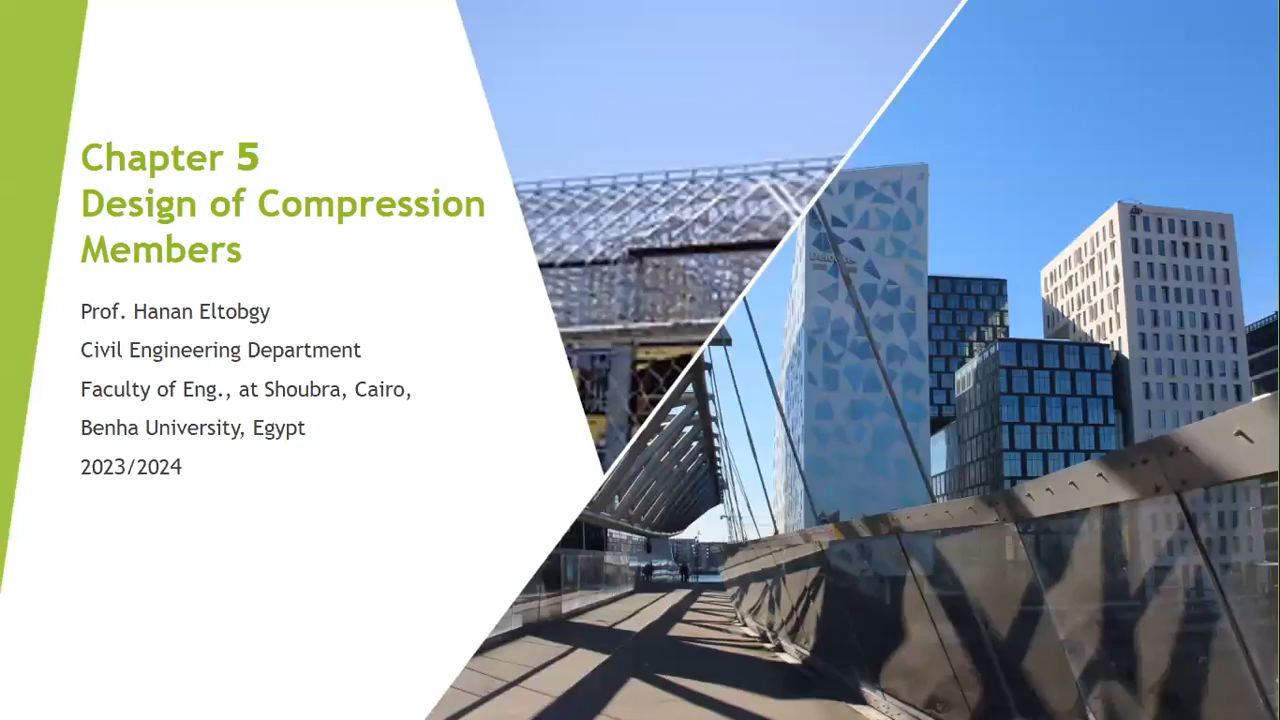 Chapter 5
Design of Compression
Members
Prof. Hanan Eltobgy
Civil Engineering Department
Faculty of Eng., at Shoubra, Cairo,
Benha University, Egypt
2023/2024
Deloitte